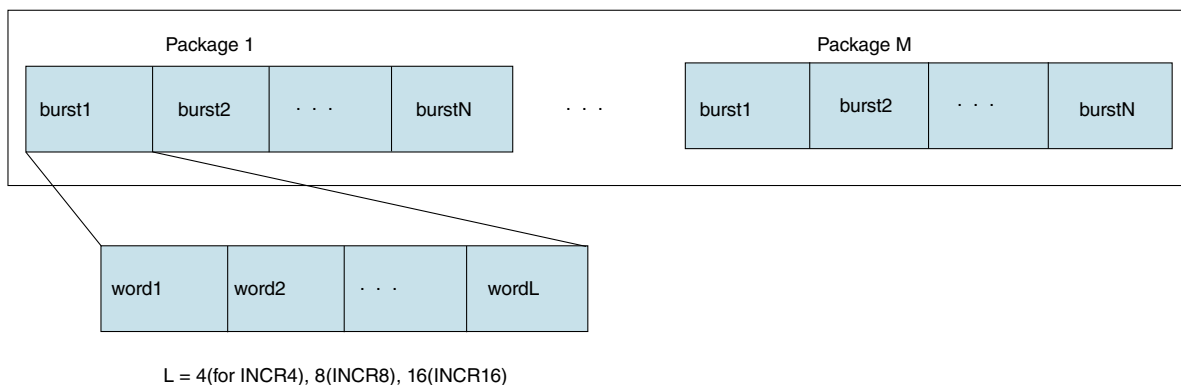 Package 1
Package M
burst1 burst2 . . . burstN . . . burst1 burst2 . . . burstN
word1 word2 . . . wordL
L = 4(for INCR4), 8(INCR8), 16(INCR16)